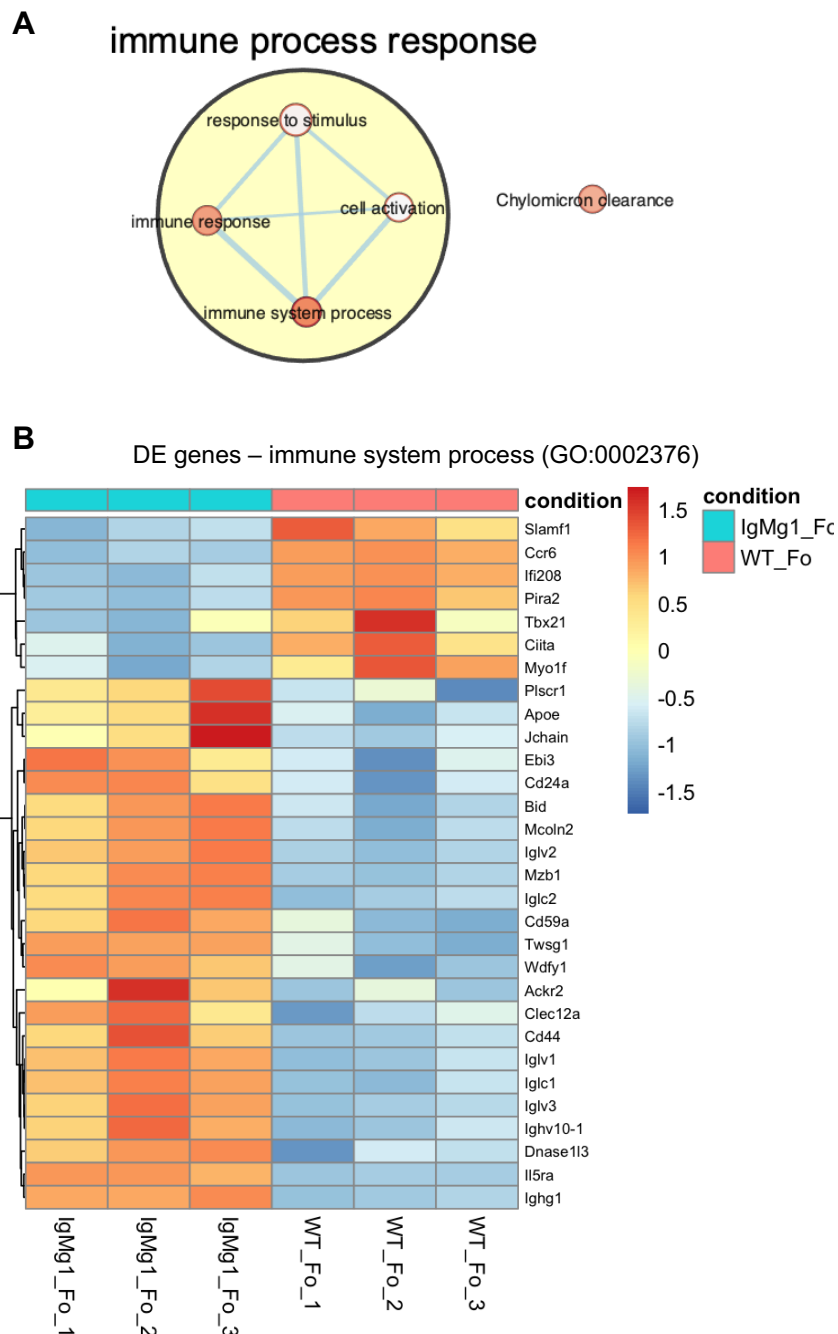 A
immune process response
response to stimulus
cell activation
immune response
immune system process
Chylomicron clearance
B
DE genes – immune system process (GO:0002376)
condition
Slamf1
Ccr6
Ifi208
Pira2
Tbx21
Ciita
Myo1f
Plscr1
Apoe
Jchain
Ebi3
Cd24a
Bid
Mcoln2
Iglv2
Mzb1
Iglc2
Cd59a
Twsg1
Wdfy1
Ackr2
Clec12a
Cd44
Iglv1
Iglc1
Iglv3
Ighv10-1
Dnase1l3
Il5ra
Ighg1
1.5
1
0.5
0
-0.5
-1
-1.5
condition
IgMg1_Fo
WT_Fo
IgMg1_Fo_1
IgMg1_Fo_2
IgMg1_Fo_3
WT_Fo_1
WT_Fo_2
WT_Fo_3